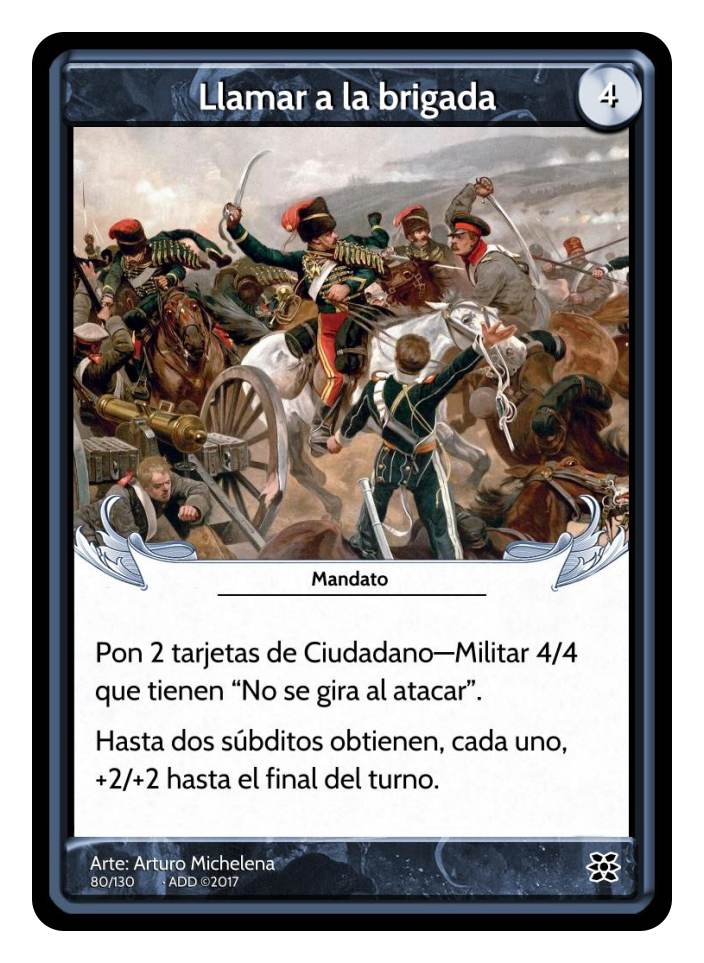 Llamar a la brigada
4
Mandato
Pon 2 tarjetas de Ciudadano—Militar 4/4
que tienen “No se gira al atacar”.
Hasta dos súbditos obtienen, cada uno,
+2/+2 hasta el final del turno.
Arte: Arturo Michelena
80/130 · ADD ©2017